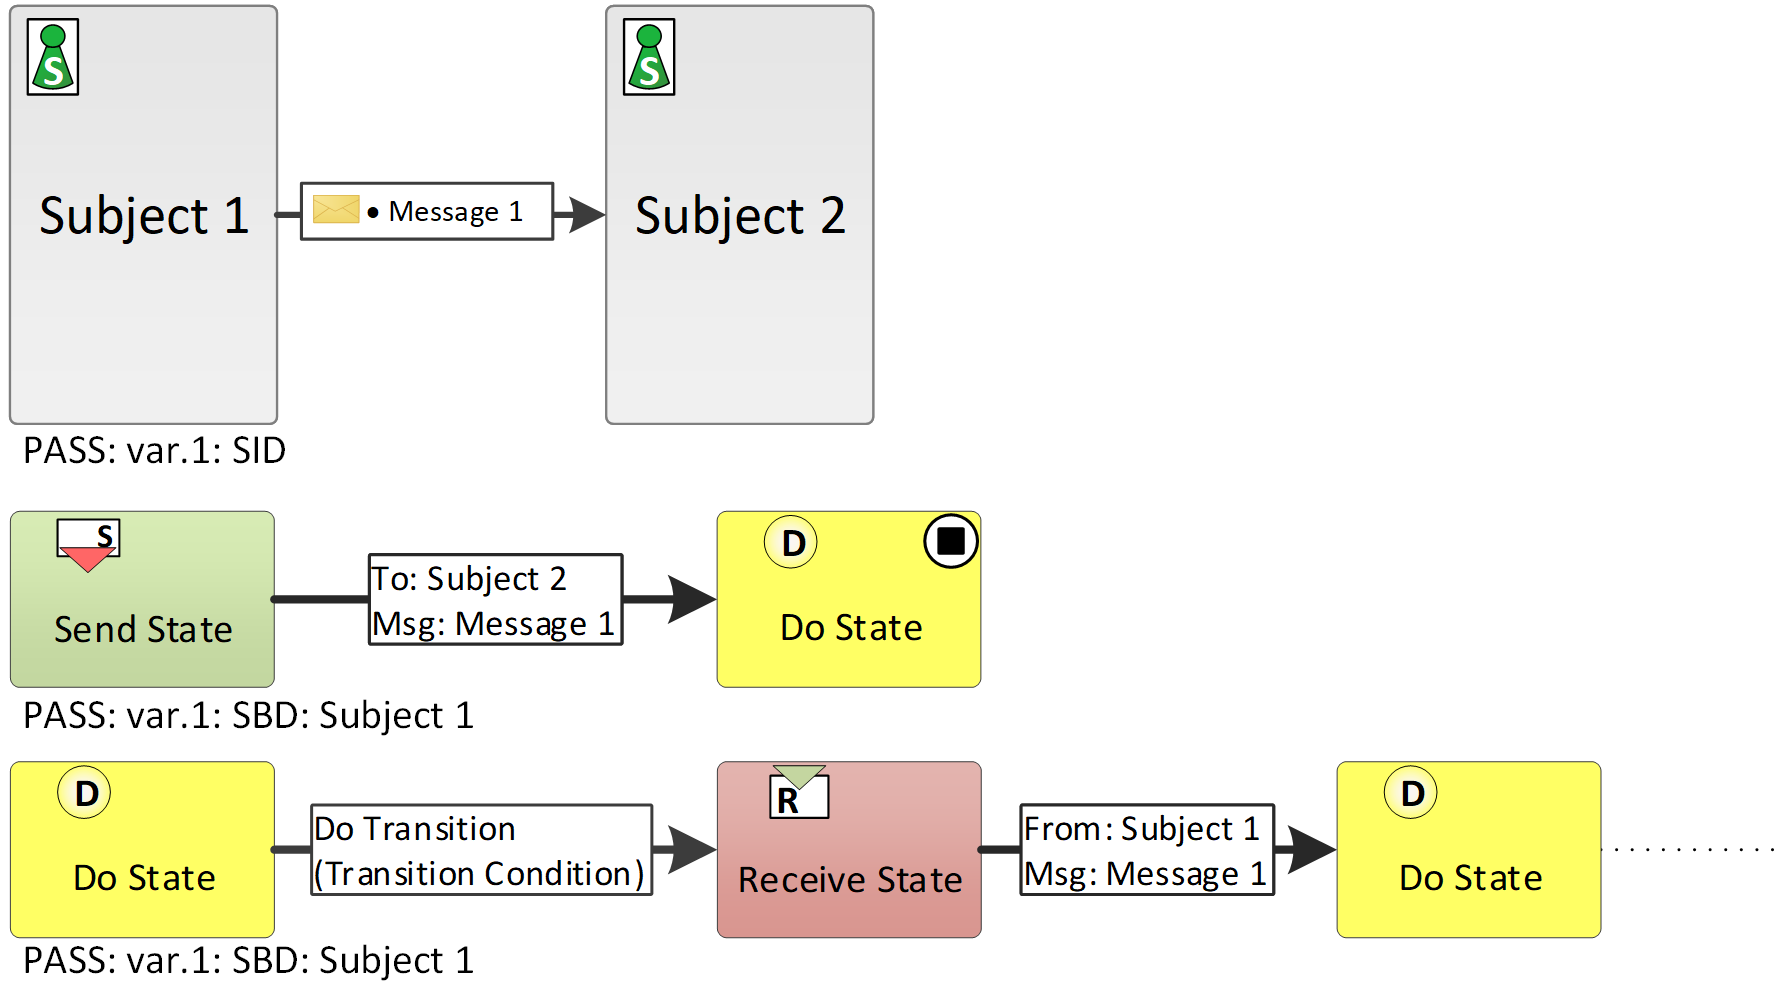 S
S
Subject 1
• Message 1
Subject 2
PASS: var.1: SID
S
Send State
To: Subject 2
Msg: Message 1
D
Do State
PASS: var.1: SBD: Subject 1
D
Do State
Do Transition
(Transition Condition)
R
Receive State
From: Subject 1
Msg: Message 1
D
Do State
PASS: var.1: SBD: Subject 1